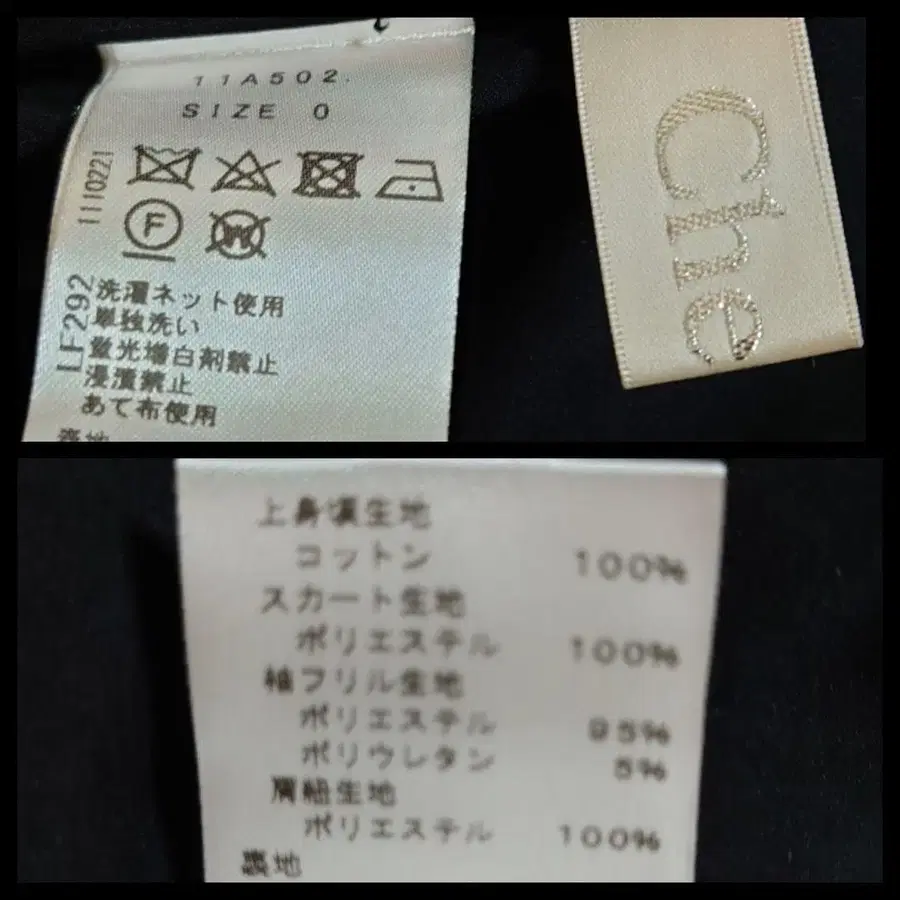 11A502.
SIZE 0
1110221
F
W
LF292
洗濯ネット使用
単独洗い
蛍光増白剤禁止
浸漬禁止
あて布使用
表地
Che
上身頃生地
コットン 100%
スカート生地
ポリエステル 100%
袖フリル生地
ポリエステル 95%
ポリウレタン 5%
肩紐生地
ポリエステル 100%
裏地